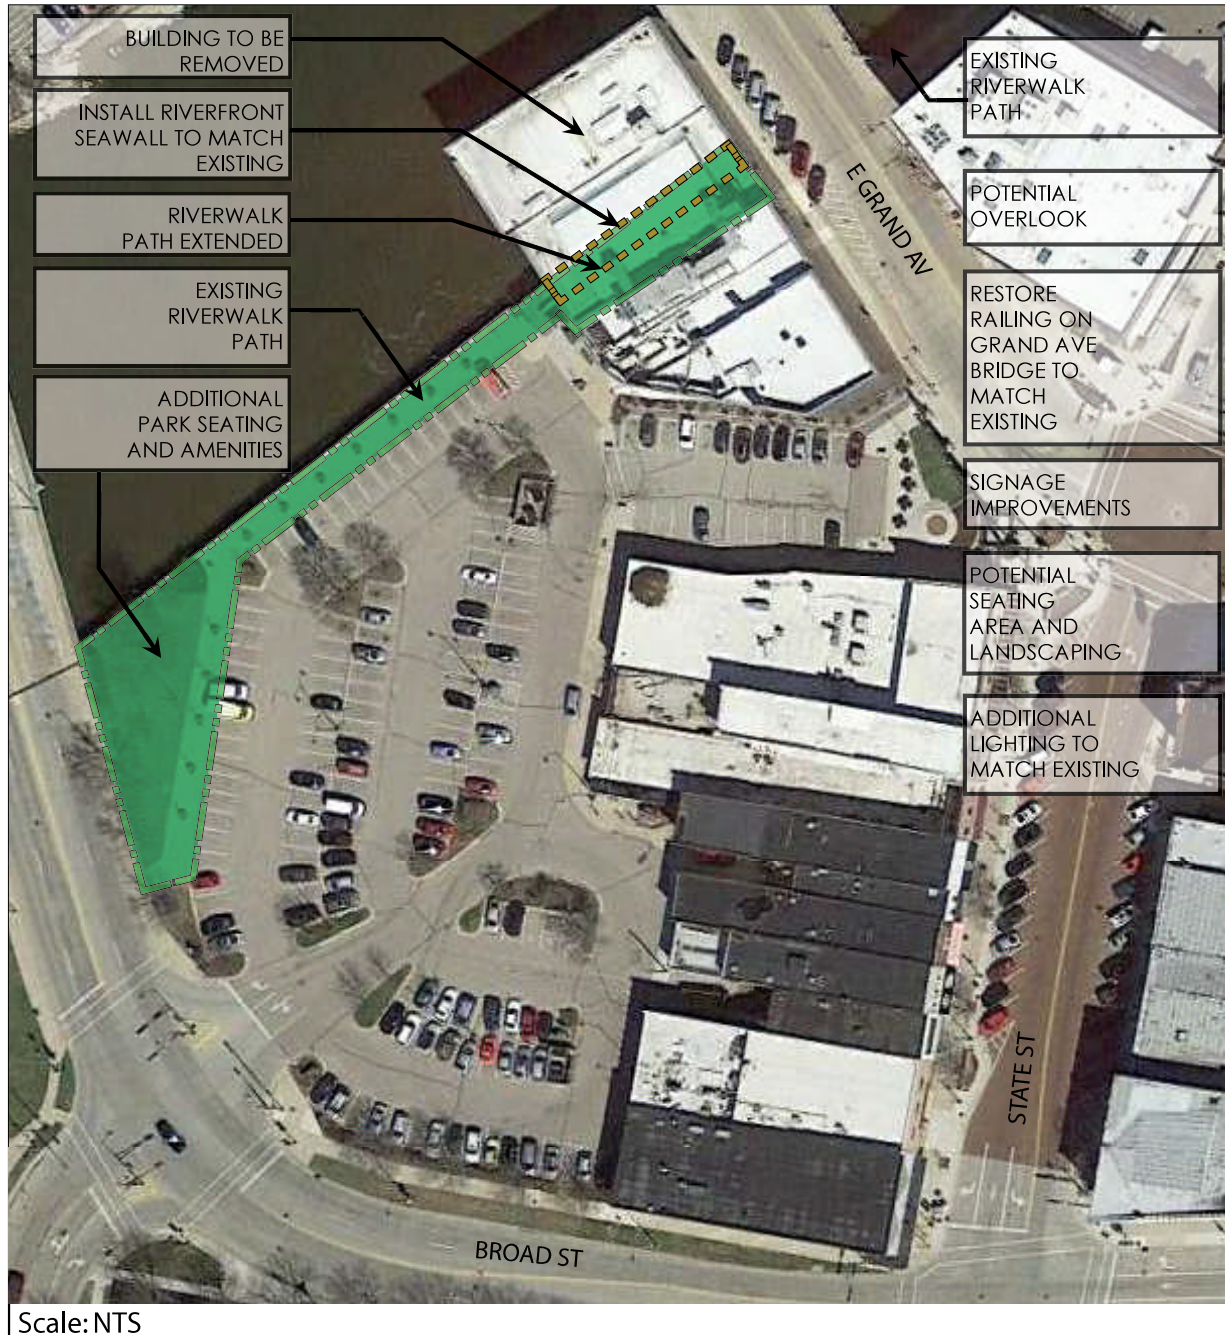 BUILDING TO BE
REMOVED
INSTALL RIVERFRONT
SEAWALL TO MATCH
EXISTING
RIVERWALK
PATH EXTENDED
EXISTING
RIVERWALK
PATH
ADDITIONAL
PARK SEATING
AND AMENITIES
EXISTING
RIVERWALK
PATH
POTENTIAL
OVERLOOK
RESTORE
RAILING ON
GRAND AVE
BRIDGE TO
MATCH
EXISTING
SIGNAGE
IMPROVEMENTS
POTENTIAL
SEATING
AREA AND
LANDSCAPING
ADDITIONAL
LIGHTING TO
MATCH EXISTING
E GRAND AV
STATE ST
BROAD ST
Scale: NTS